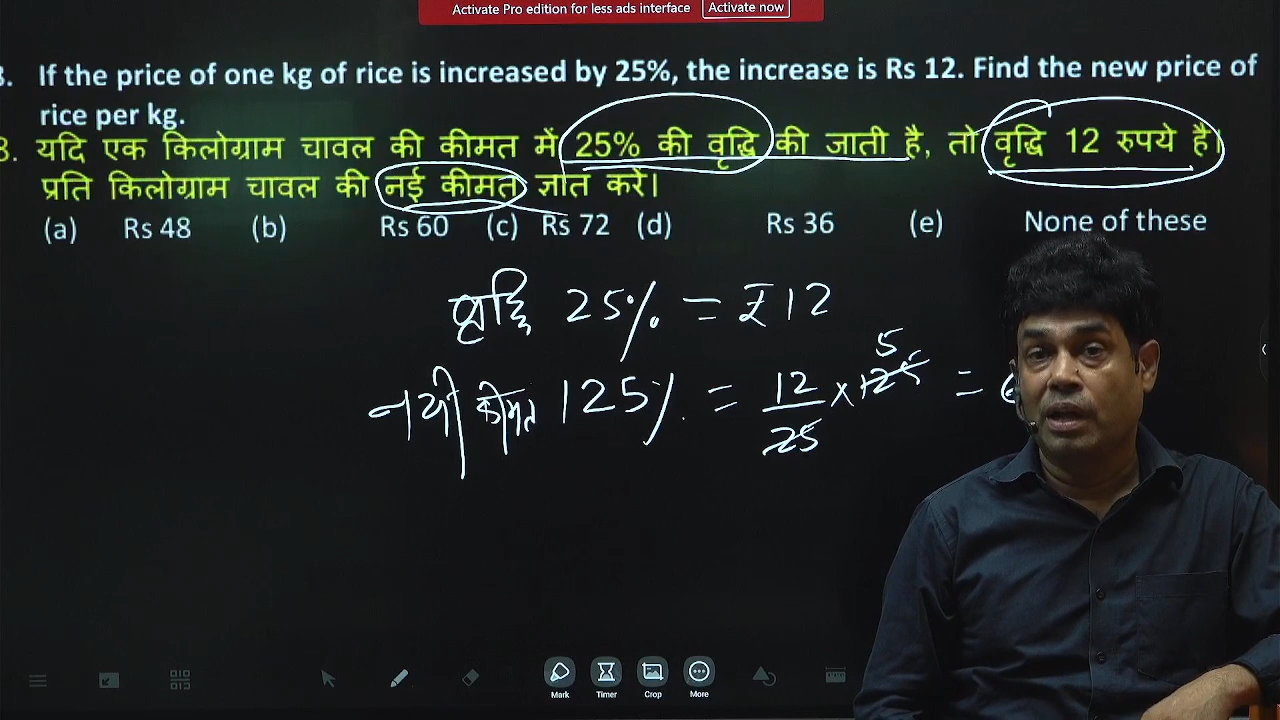 Activate Pro edition for less ads interface Activate now
3. If the price of one kg of rice is increased by 25%, the increase is Rs 12. Find the new price of
rice per kg.
3. यदि एक किलोग्राम चावल की कीमत में 25% की वृद्धि की जाती है, तो वृद्धि 12 रुपये है।
प्रति किलोग्राम चावल की नई कीमत ज्ञात करें।
(a) Rs 48 (b) Rs 60 (c) Rs 72 (d) Rs 36 (e) None of these
वृद्धि 25% = ₹12
5
नयी कीमत 125% = 12/25 × 125 =
Mark Timer Crop More